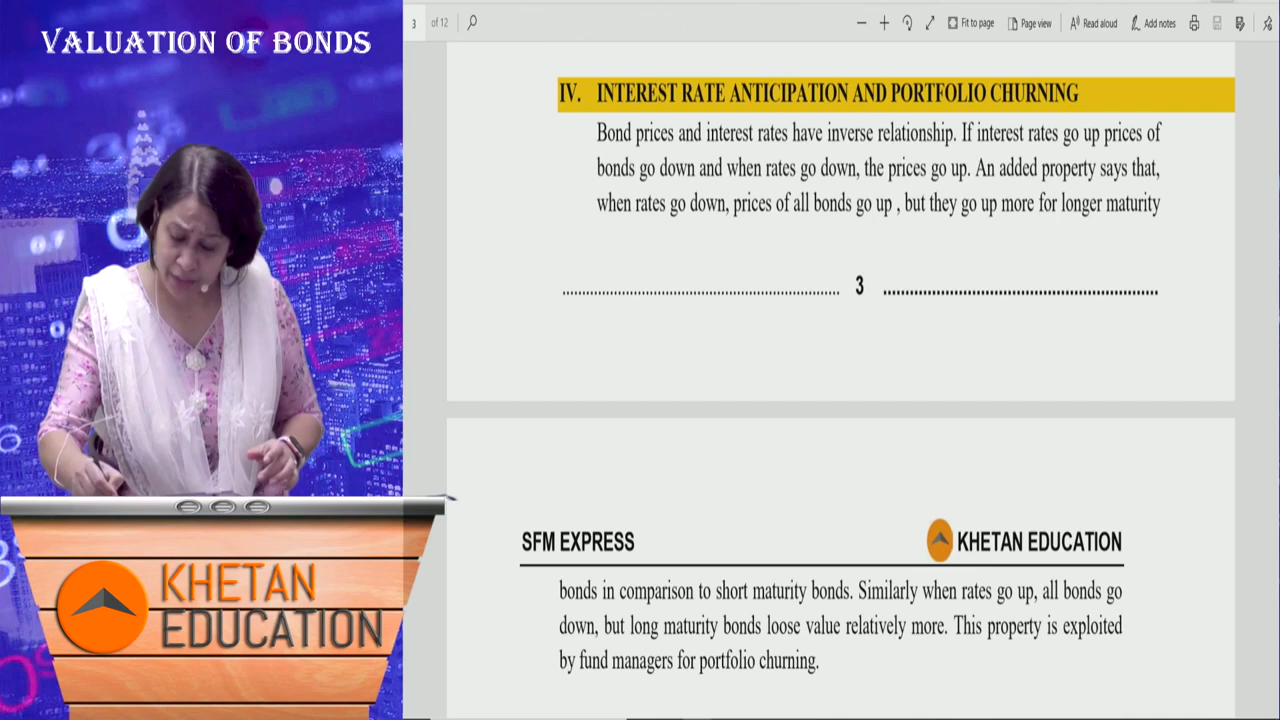 VALUATION OF BONDS
3 of 12
Fit to page
Page view
Read aloud
Add notes
IV. INTEREST RATE ANTICIPATION AND PORTFOLIO CHURNING
Bond prices and interest rates have inverse relationship. If interest rates go up prices of
bonds go down and when rates go down, the prices go up. An added property says that,
when rates go down, prices of all bonds go up , but they go up more for longer maturity
3
SFM EXPRESS
KHETAN EDUCATION
bonds in comparison to short maturity bonds. Similarly when rates go up, all bonds go
down, but long maturity bonds loose value relatively more. This property is exploited
by fund managers for portfolio churning.
KHETAN
EDUCATION